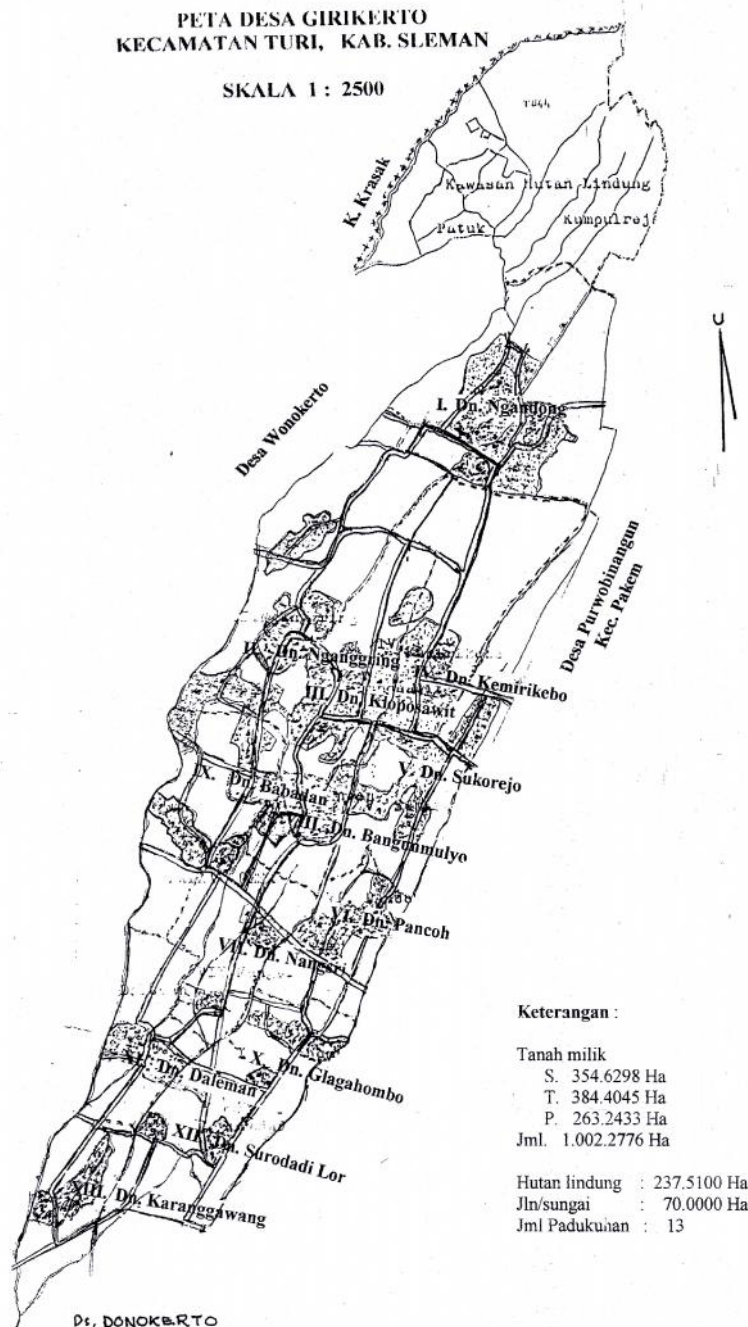 PETA DESA GIRIKERTO
KECAMATAN TURI, KAB. SLEMAN
SKALA 1 : 2500
K. Krasak
Kawasan Hutan Lindung
Patuk
Kumpulrej
U
I. Dn. Ngandong
Desa Wonokerto
Desa Purwobinangun
Kec. Pakem
Dn. Nganggring
Dn. Kemirikebo
III. Dn. Kloposawit
V. Dn. Sukorejo
X. Dn. Babadan
III. Dn. Bangunmulyo
VI. Dn. Pancoh
VII. Dn. Nangsri
X. Dn. Glagahombo
XI. Dn. Daleman
XII. Dn. Surodadi Lor
XIII. Dn. Karanggawang
Ds. DONOKERTO
Keterangan :
Tanah milik
S. 354.6298 Ha
T. 384.4045 Ha
P. 263.2433 Ha
Jml. 1.002.2776 Ha
Hutan lindung : 237.5100 Ha
Jln/sungai : 70.0000 Ha
Jml Padukuhan : 13